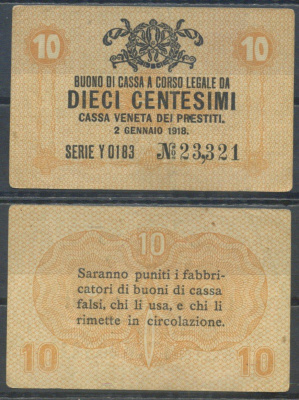 10 10
BUONO DI CASSA A CORSO LEGALE DA
DIECI CENTESIMI
CASSA VENETA DEI PRESTITI.
2 GENNAIO 1918.
SERIE Y 0183 № 23,321
10
Saranno puniti i fabbri-
catori di buoni di cassa
falsi, chi li usa, e chi li
rimette in circolazione.
10 10